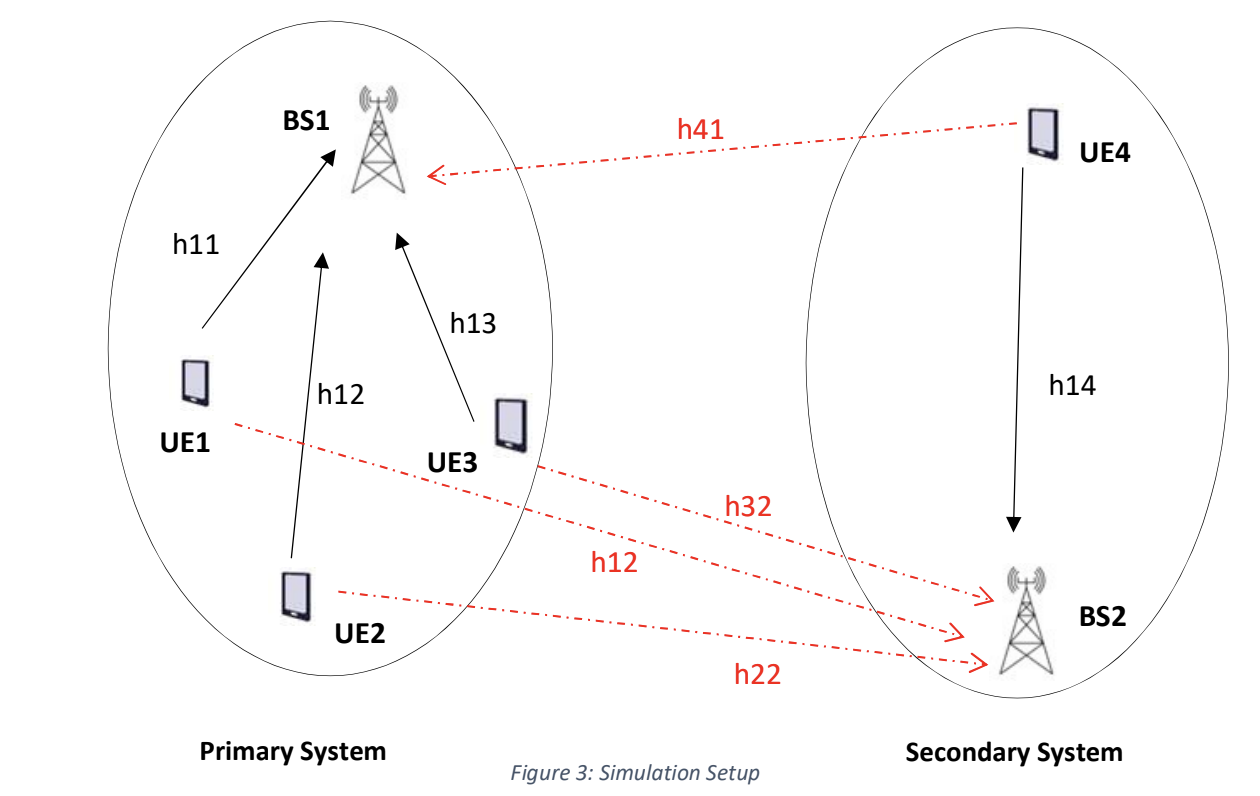 BS1
h41
UE4
h11
h13
h12
h14
UE1
UE3
h32
h12
BS2
UE2
h22
Primary System
Secondary System
Figure 3: Simulation Setup